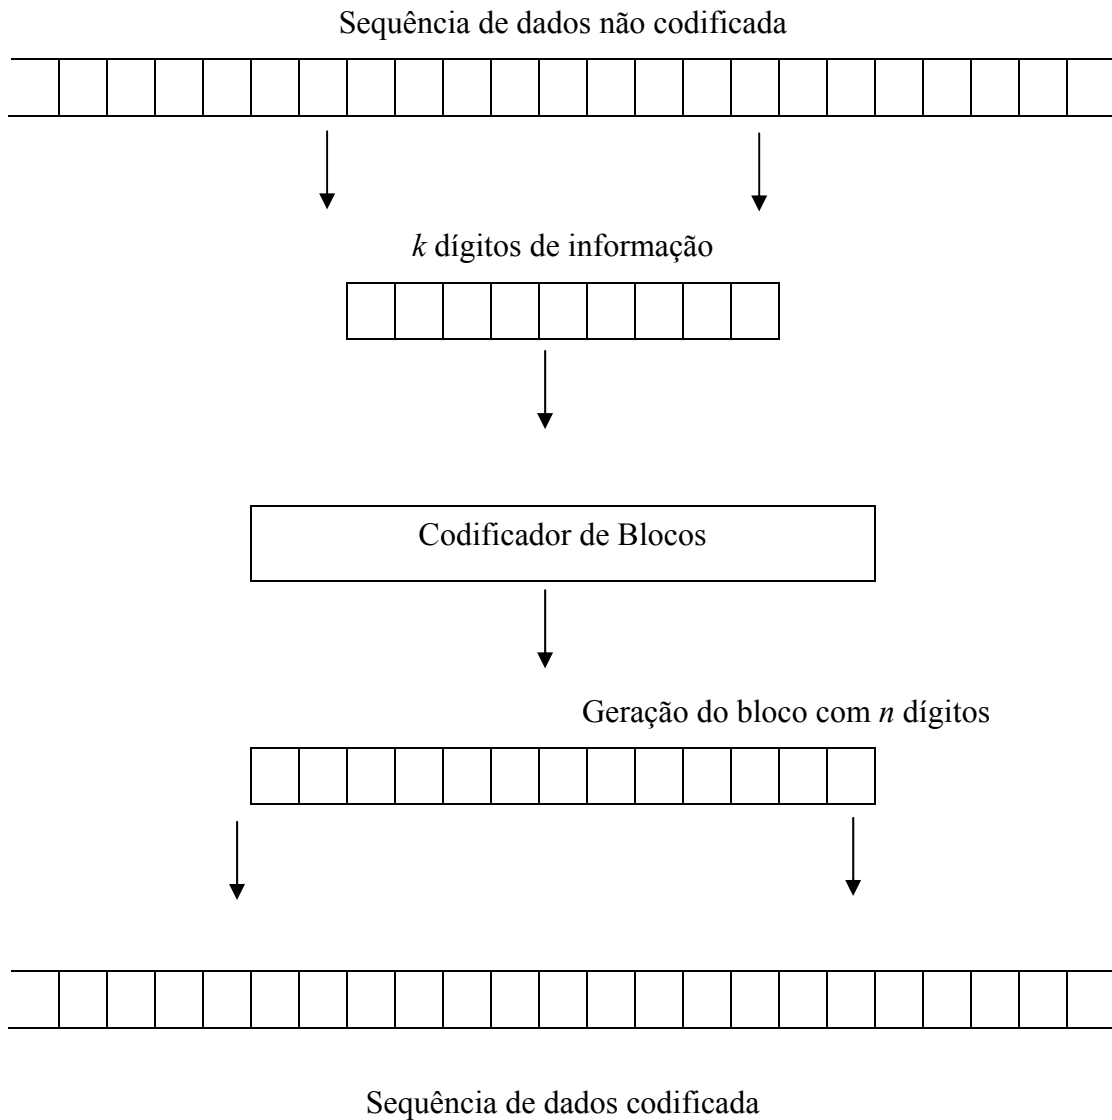 Sequência de dados não codificada
k dígitos de informação
Codificador de Blocos
Geração do bloco com n dígitos
Sequência de dados codificada